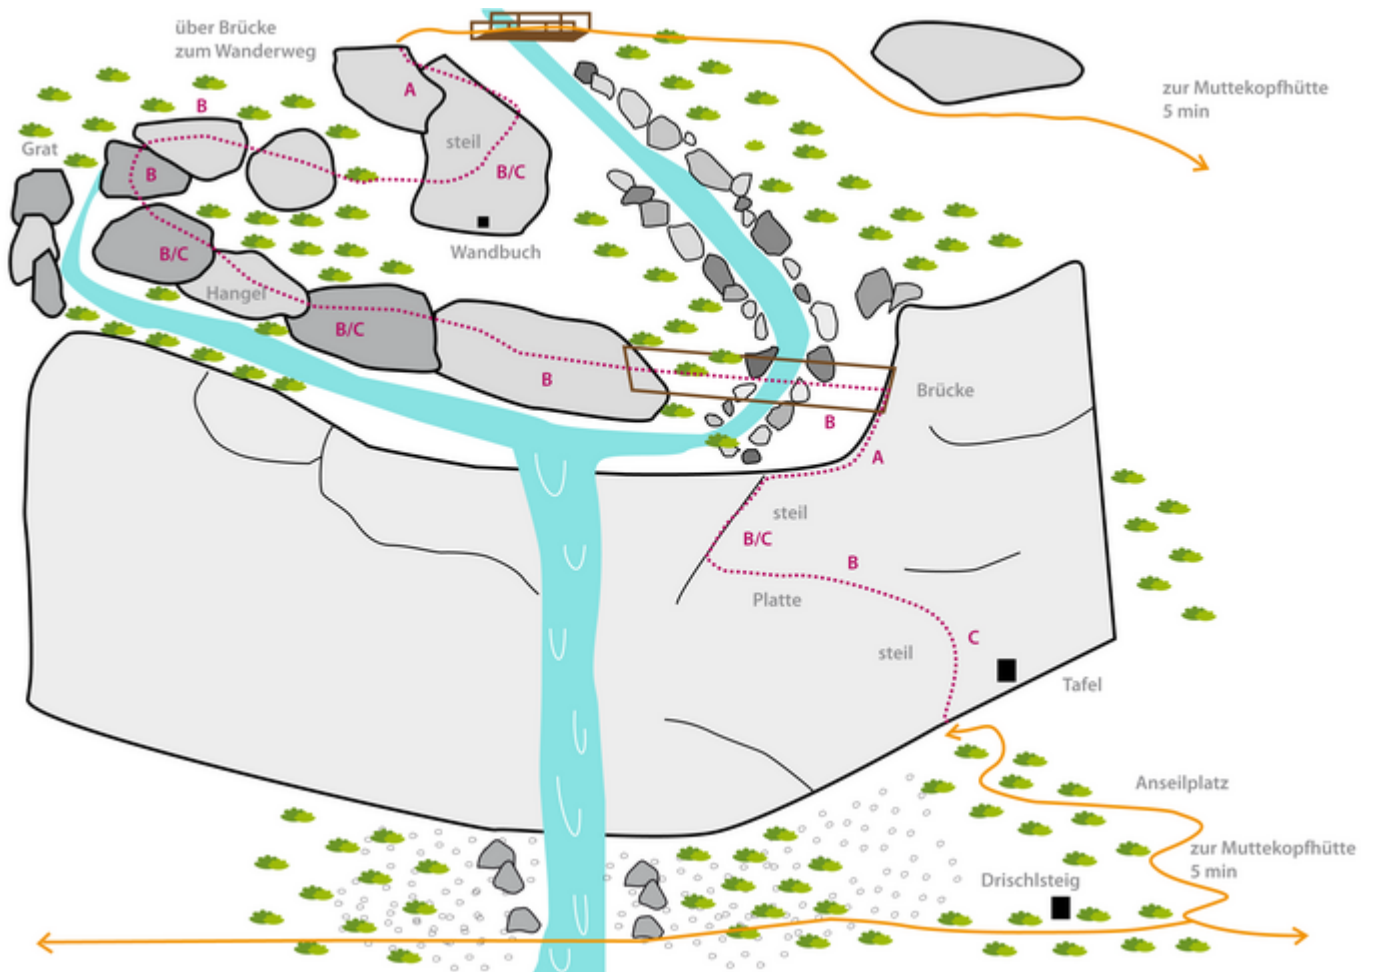 über Brücke
zum Wanderweg
zur Muttekopfhütte
5 min
A
B
steil
Grat
B
B/C
Wandbuch
B/C
Hangel
B/C
B
Brücke
B
A
steil
B/C
B
Platte
C
steil
Tafel
Anseilplatz
zur Muttekopfhütte
5 min
Drischlsteig